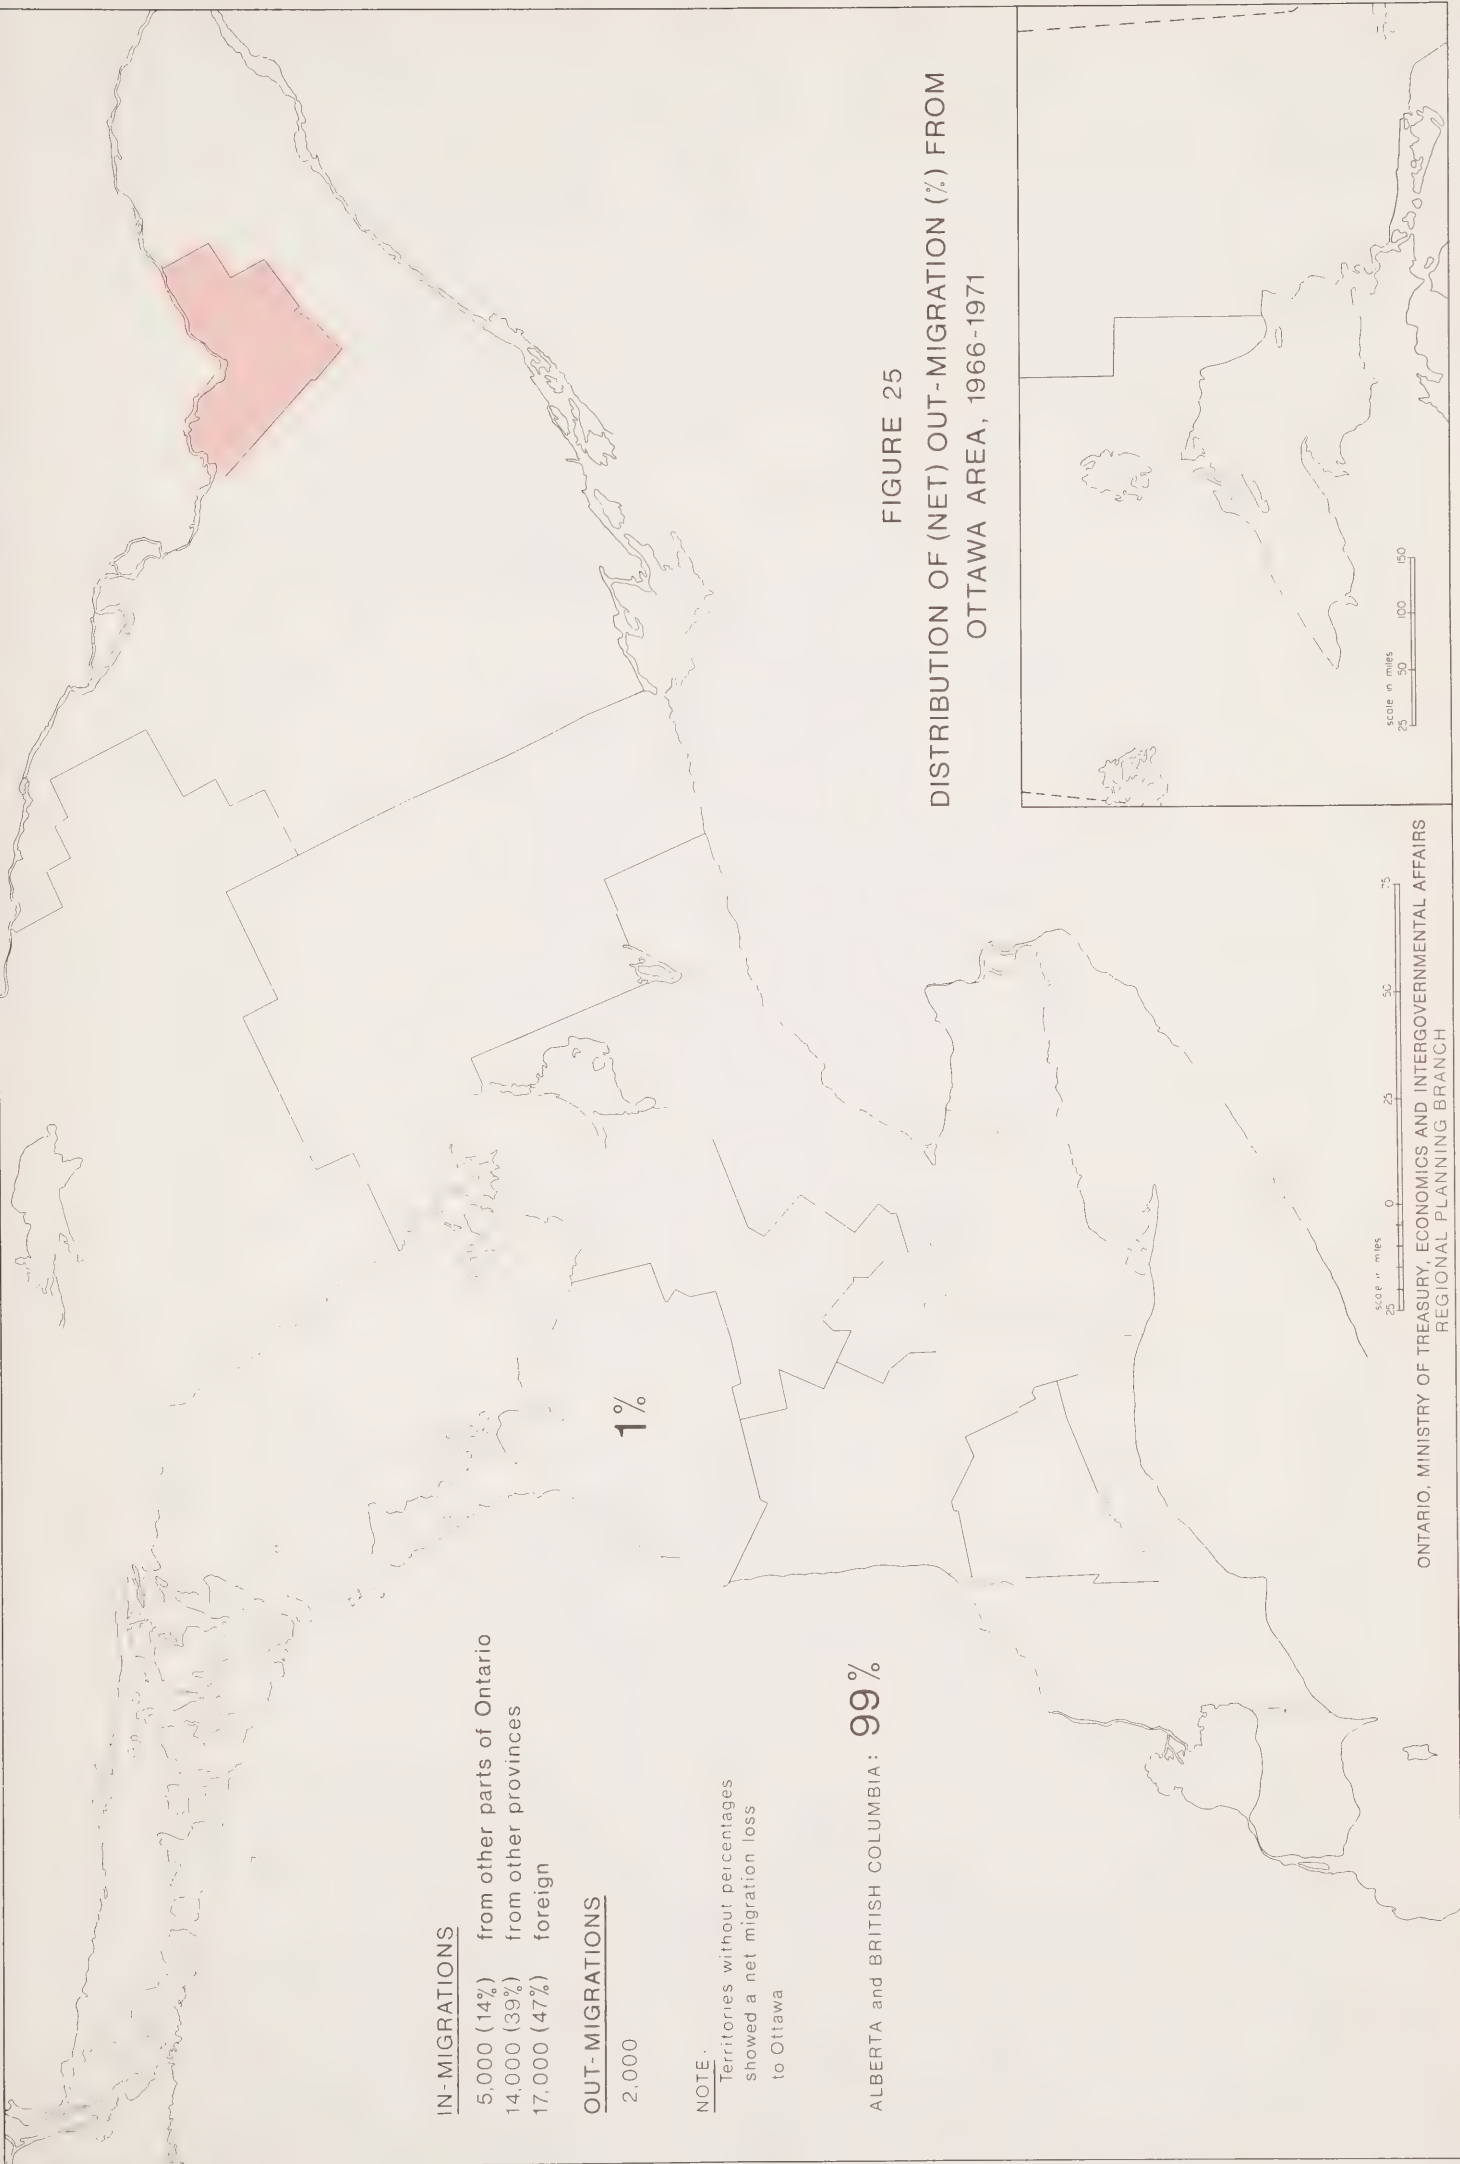 IN-MIGRATIONS
5,000 (14%) from other parts of Ontario
14,000 (39%) from other provinces
17,000 (47%) foreign
OUT-MIGRATIONS
2,000
NOTE:
Territories without percentages
showed a net migration loss
to Ottawa
ALBERTA and BRITISH COLUMBIA: 99%
1%
FIGURE 25
DISTRIBUTION OF (NET) OUT-MIGRATION (%) FROM
OTTAWA AREA, 1966-1971
scale in miles
25 50 100 150
scale in miles
25 0 25 50 75
ONTARIO, MINISTRY OF TREASURY, ECONOMICS AND INTERGOVERNMENTAL AFFAIRS
REGIONAL PLANNING BRANCH